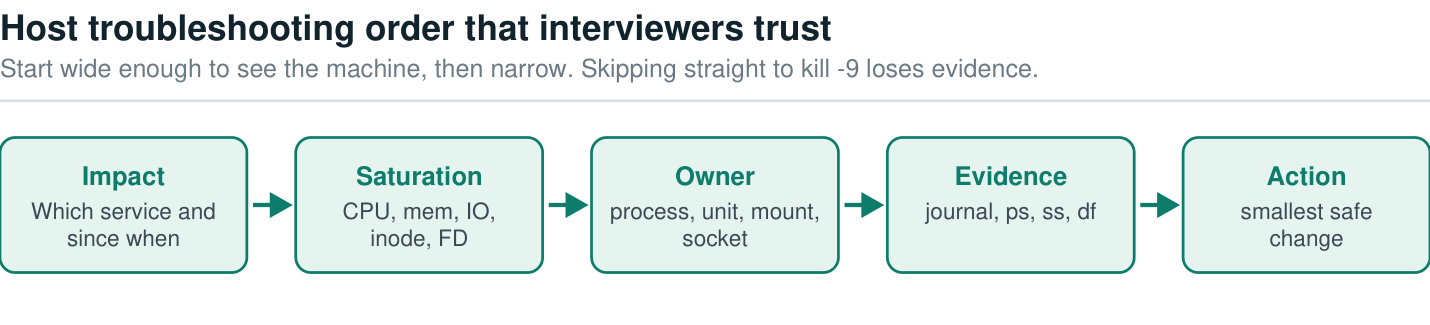 Host troubleshooting order that interviewers trust
Start wide enough to see the machine, then narrow. Skipping straight to kill -9 loses evidence.
Impact
Which service and
since when
Saturation
CPU, mem, IO,
inode, FD
Owner
process, unit, mount,
socket
Evidence
journal, ps, ss, df
Action
smallest safe
change